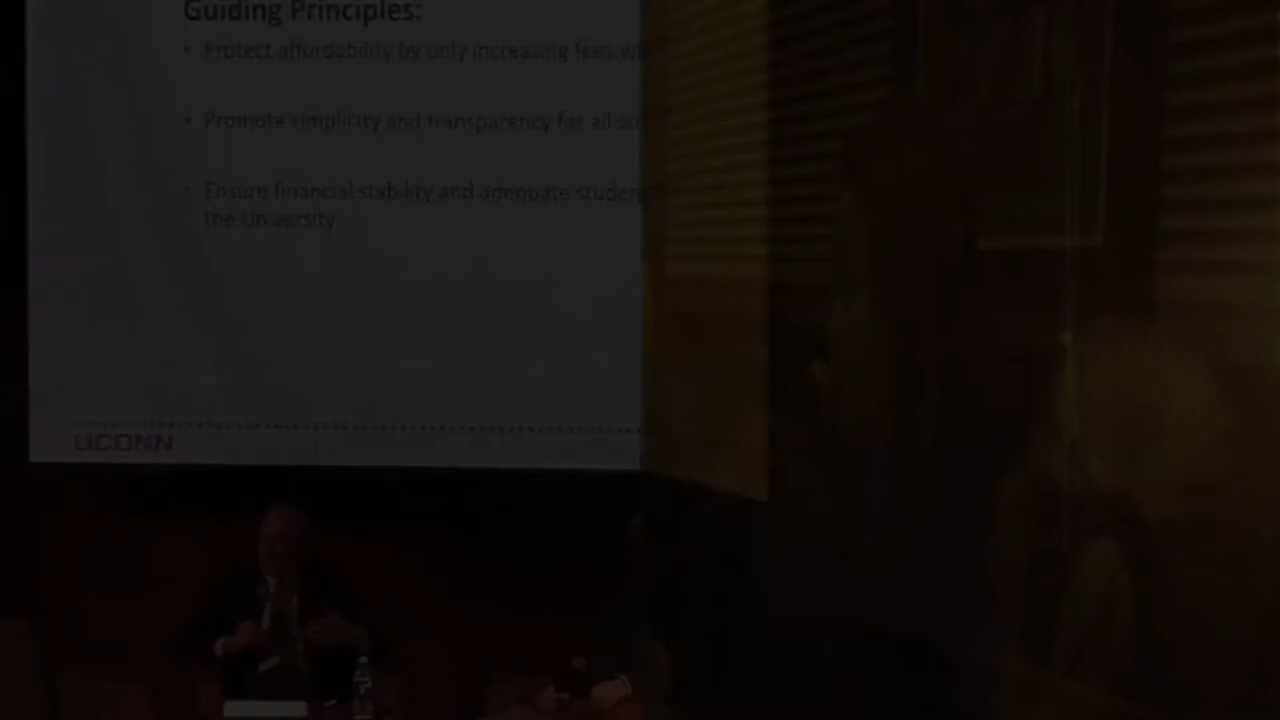 Guiding Principles:
• Protect affordability by only increasing fees
• Promote simplicity and transparency for all
• Ensure financial stability and adequate
the University
UCONN